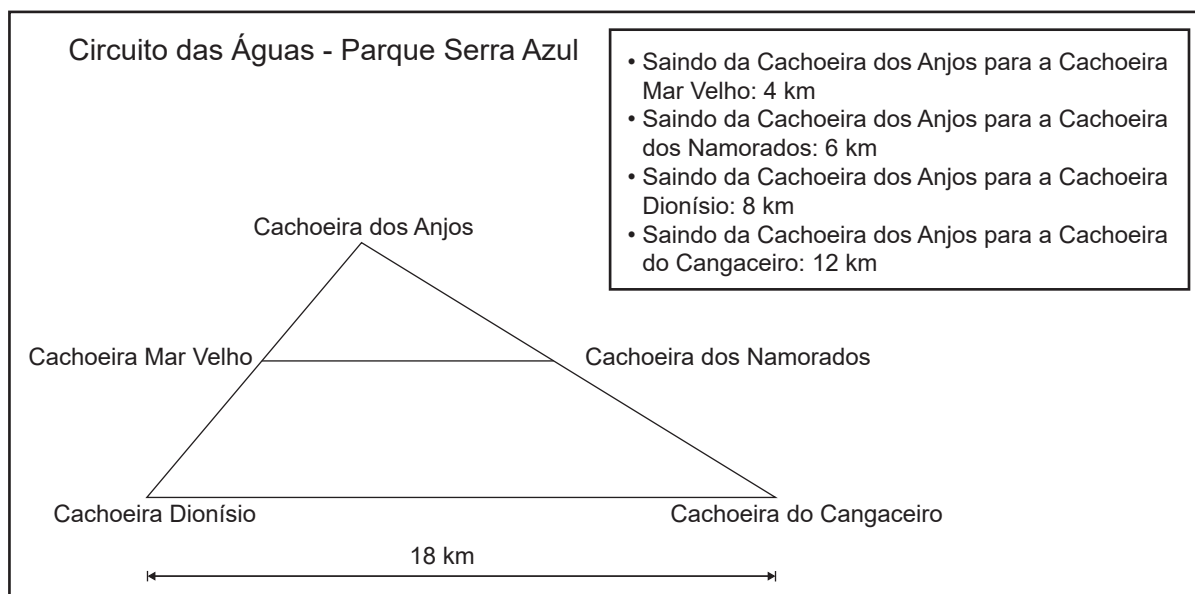 Circuito das Águas - Parque Serra Azul
• Saindo da Cachoeira dos Anjos para a Cachoeira
Mar Velho: 4 km
• Saindo da Cachoeira dos Anjos para a Cachoeira
dos Namorados: 6 km
• Saindo da Cachoeira dos Anjos para a Cachoeira
Dionísio: 8 km
• Saindo da Cachoeira dos Anjos para a Cachoeira
do Cangaceiro: 12 km
Cachoeira dos Anjos
Cachoeira Mar Velho
Cachoeira dos Namorados
Cachoeira Dionísio
Cachoeira do Cangaceiro
18 km